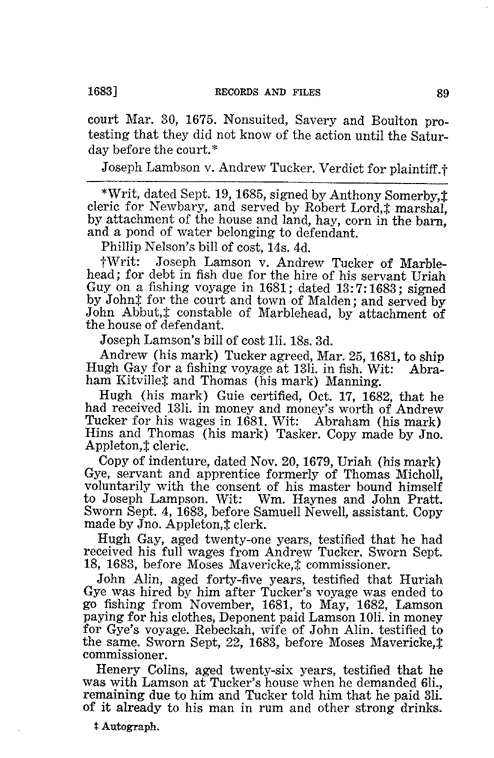 1683] RECORDS AND FILES 89
court Mar. 30, 1675. Nonsuited, Savery and Boulton pro-
testing that they did not know of the action until the Satur-
day before the court.*
Joseph Lambson v. Andrew Tucker. Verdict for plaintiff.†
*Writ, dated Sept. 19, 1685, signed by Anthony Somerby,‡
cleric for Newbary, and served by Robert Lord,‡ marshal,
by attachment of the house and land, hay, corn in the barn,
and a pond of water belonging to defendant.
Phillip Nelson's bill of cost, 14s. 4d.
†Writ: Joseph Lamson v. Andrew Tucker of Marble-
head; for debt in fish due for the hire of his servant Uriah
Guy on a fishing voyage in 1681; dated 13:7:1683; signed
by John‡ for the court and town of Malden; and served by
John Abbut,‡ constable of Marblehead, by attachment of
the house of defendant.
Joseph Lamson's bill of cost 1li. 18s. 3d.
Andrew (his mark) Tucker agreed, Mar. 25, 1681, to ship
Hugh Gay for a fishing voyage at 13li. in fish. Wit: Abra-
ham Kitville‡ and Thomas (his mark) Manning.
Hugh (his mark) Guie certified, Oct. 17, 1682, that he
had received 13li. in money and money's worth of Andrew
Tucker for his wages in 1681. Wit: Abraham (his mark)
Hins and Thomas (his mark) Tasker. Copy made by Jno.
Appleton,‡ cleric.
Copy of indenture, dated Nov. 20, 1679, Uriah (his mark)
Gye, servant and apprentice formerly of Thomas Micholl,
voluntarily with the consent of his master bound himself
to Joseph Lampson. Wit: Wm. Haynes and John Pratt.
Sworn Sept. 4, 1683, before Samuell Newell, assistant. Copy
made by Jno. Appleton,‡ clerk.
Hugh Gay, aged twenty-one years, testified that he had
received his full wages from Andrew Tucker. Sworn Sept.
18, 1683, before Moses Mavericke,‡ commissioner.
John Alin, aged forty-five years, testified that Huriah
Gye was hired by him after Tucker's voyage was ended to
go fishing from November, 1681, to May, 1682, Lamson
paying for his clothes, Deponent paid Lamson 10li. in money
for Gye's voyage. Rebeckah, wife of John Alin. testified to
the same. Sworn Sept, 22, 1683, before Moses Mavericke,‡
commissioner.
Henery Colins, aged twenty-six years, testified that he
was with Lamson at Tucker's house when he demanded 6li.,
remaining due to him and Tucker told him that he paid 3li.
of it already to his man in rum and other strong drinks.
‡ Autograph.